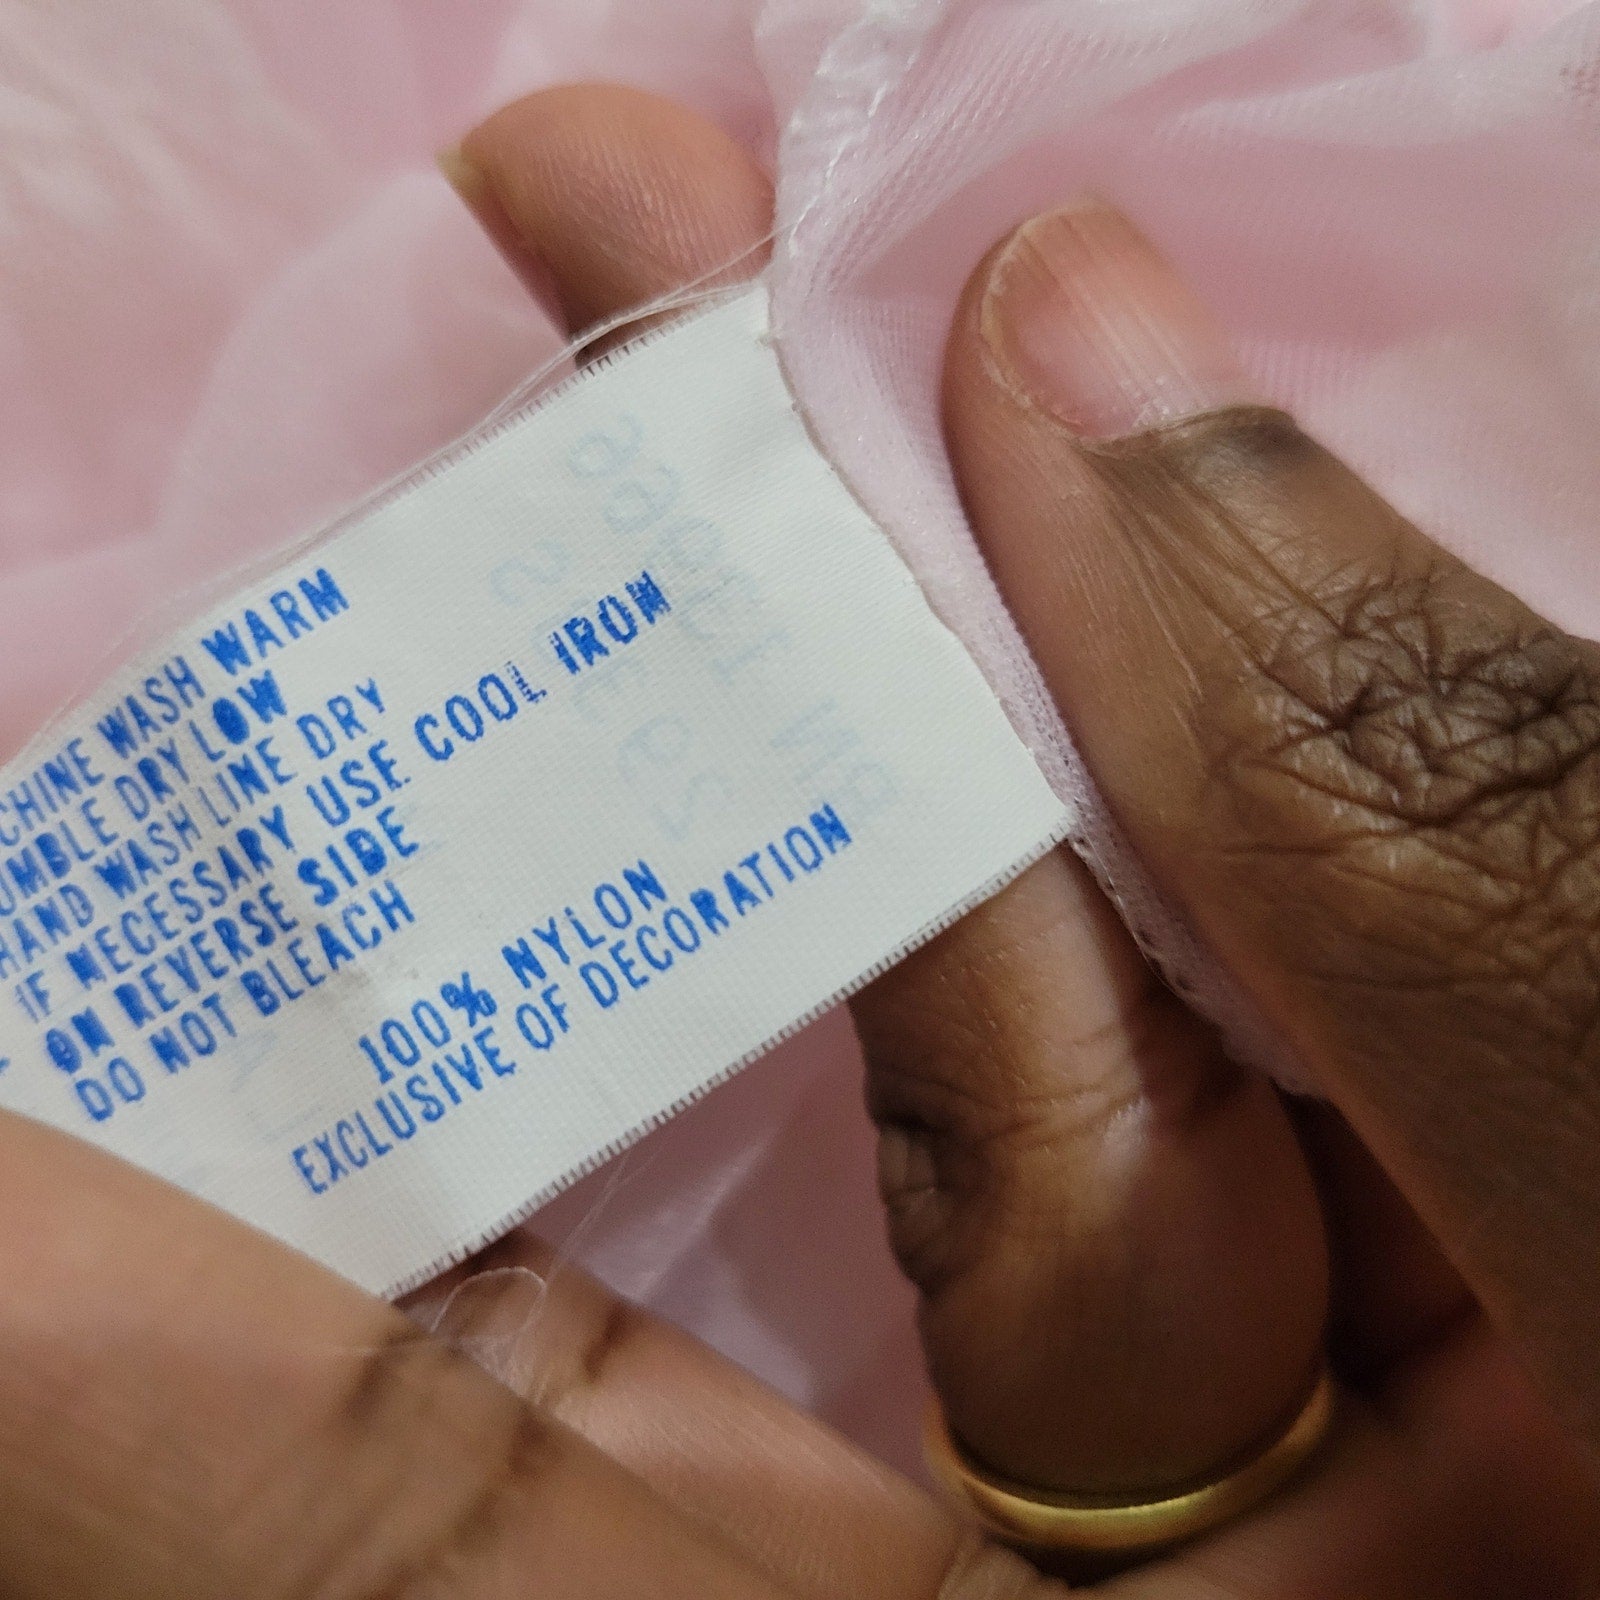 CHINE WASH WARM
UMBLE DRY LOW
HAND WASH LINE DRY
IF NECESSARY USE COOL IRON
ON REVERSE SIDE
DO NOT BLEACH
100% NYLON
EXCLUSIVE OF DECORATION